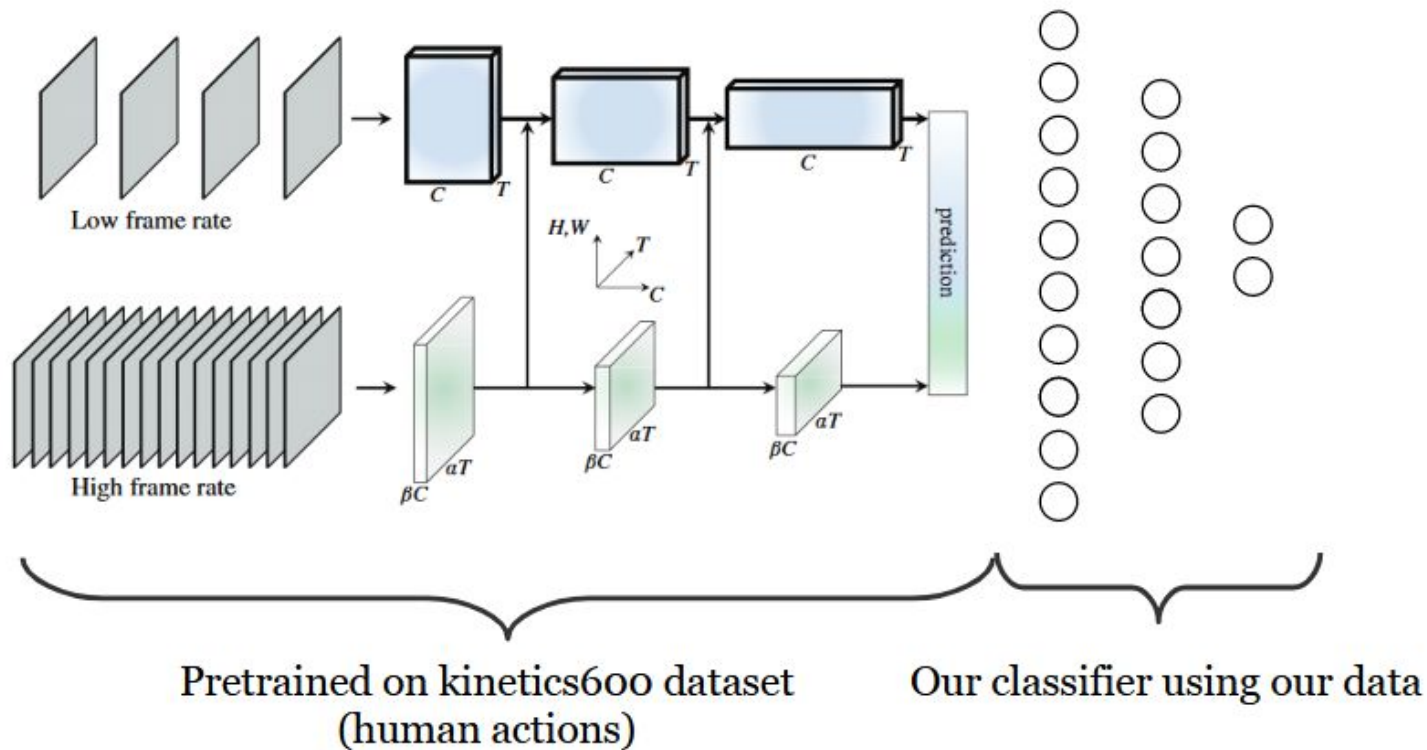 C
T
C
T
C
T
Low frame rate
H,W
T
C
prediction
High frame rate
βC
αT
βC
αT
βC
αT
Pretrained on kinetics600 dataset
(human actions)
Our classifier using our data